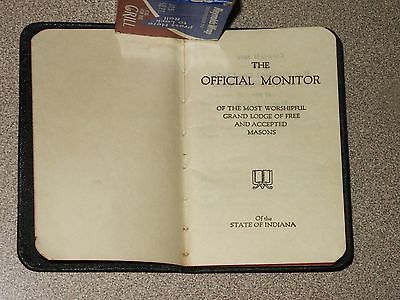 THE
OFFICIAL MONITOR
OF THE MOST WORSHIPFUL
GRAND LODGE OF FREE
AND ACCEPTED
MASONS
Of the
STATE OF INDIANA